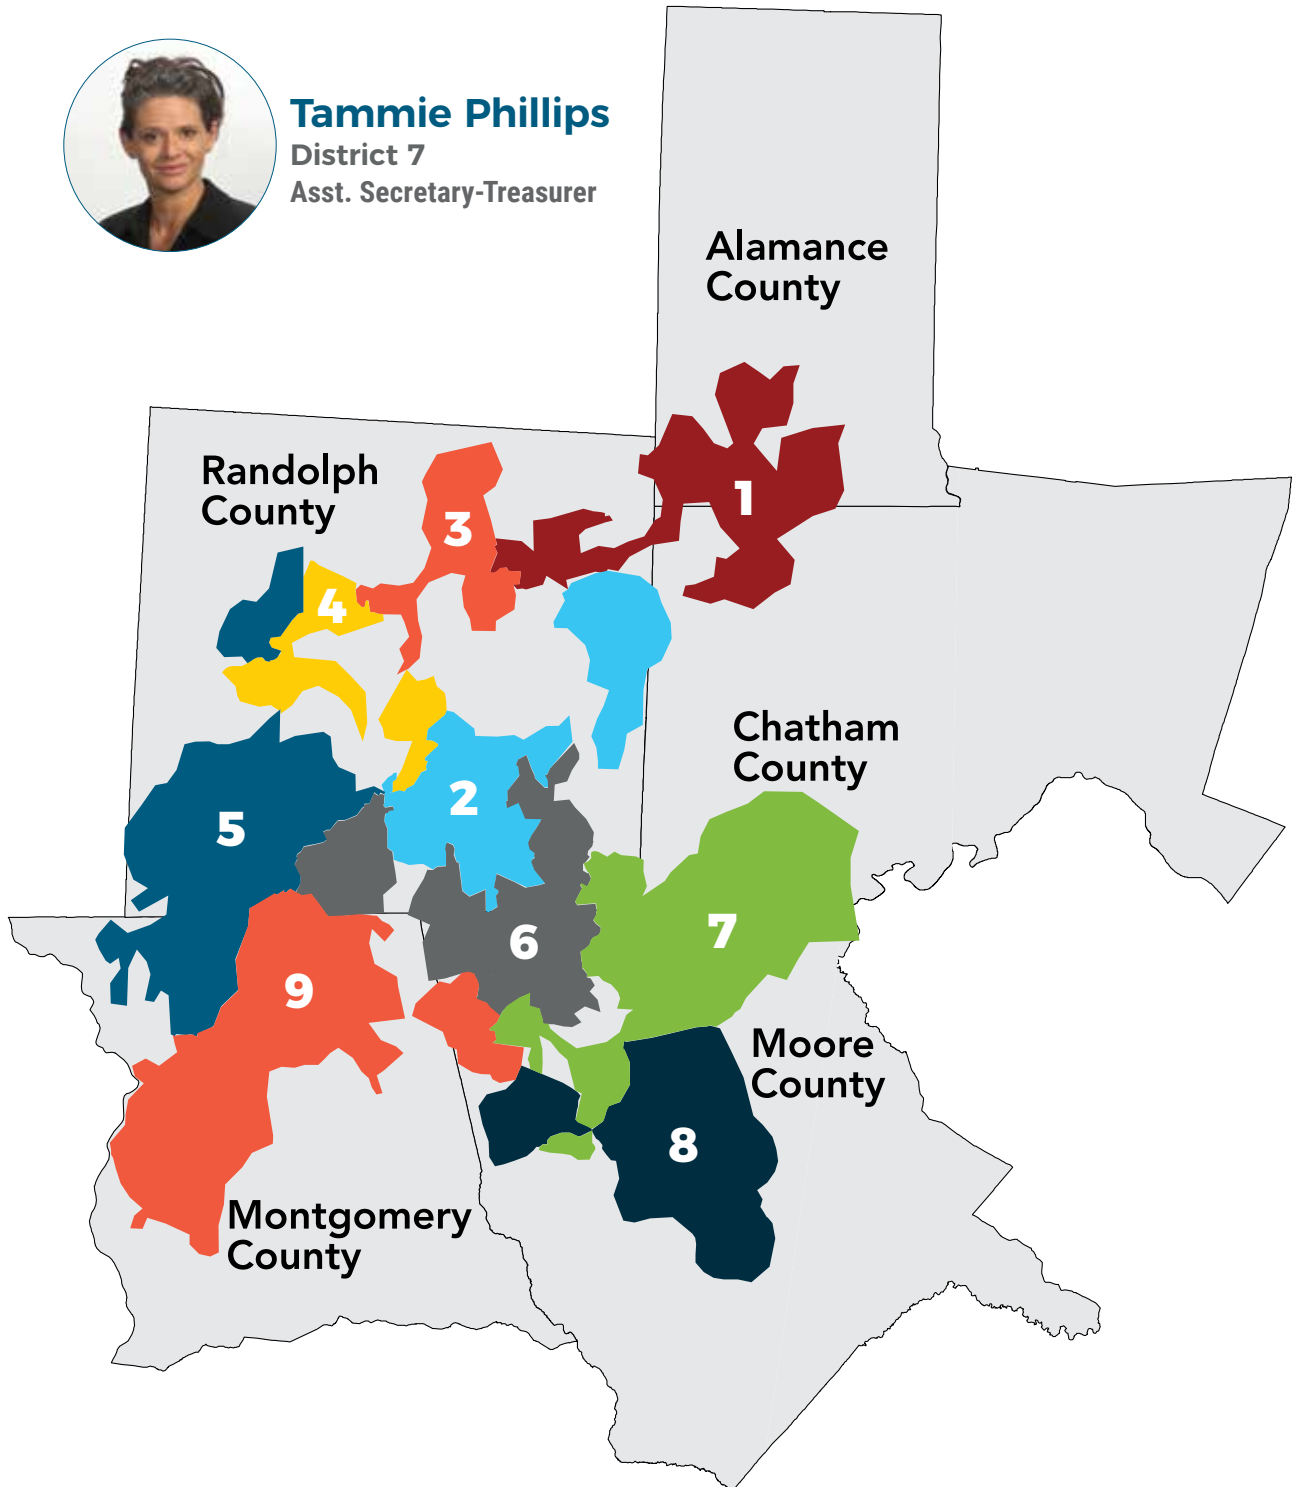 Tammie Phillips
District 7
Asst. Secretary-Treasurer
Alamance
County
Randolph
County
1
3
4
Chatham
County
2
5
7
6
9
Moore
County
8
Montgomery
County